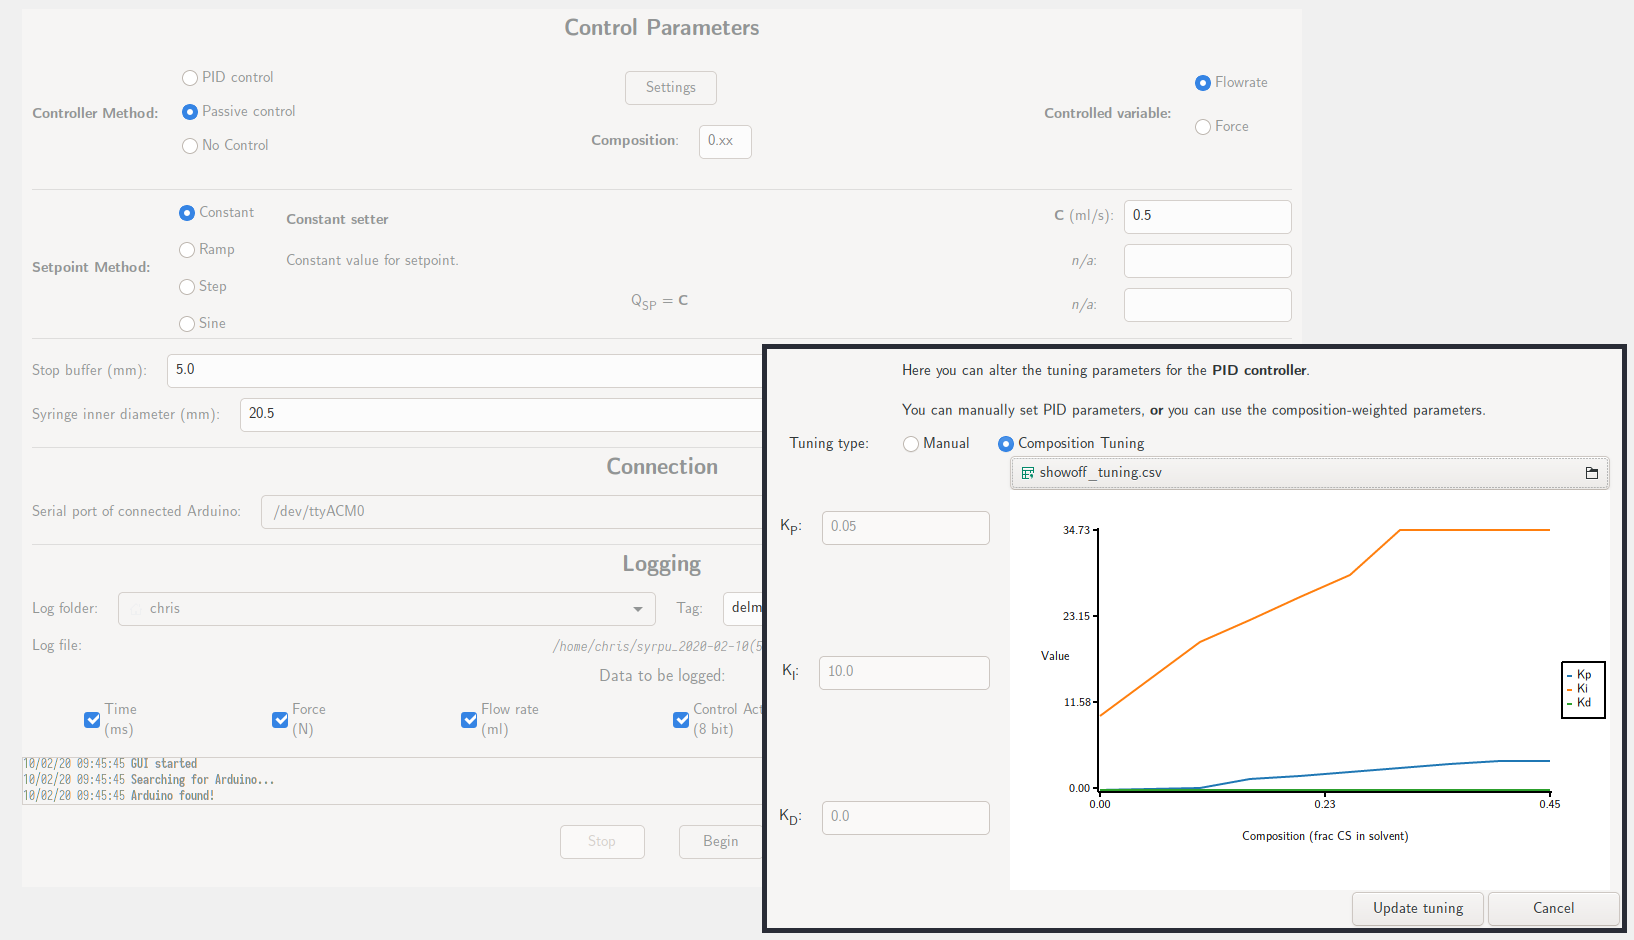 Control Parameters
PID control
Controller Method:
Passive control
No Control
Settings
Composition:
0.xx
Controlled variable:
Flowrate
Force
Setpoint Method:
Constant
Ramp
Step
Sine
Constant setter
Constant value for setpoint.
Q_SP = C
C (ml/s):
0.5
n/a:
n/a:
Stop buffer (mm):
5.0
Syringe inner diameter (mm):
20.5
Connection
Serial port of connected Arduino:
/dev/ttyACM0
Logging
Log folder:
chris
Tag:
delm
Log file:
/home/chris/syrpu_2020-02-10(5
Data to be logged:
Time
(ms)
Force
(N)
Flow rate
(ml)
Control Act
(8 bit)
10/02/20 09:45:45 GUI started
10/02/20 09:45:45 Searching for Arduino...
10/02/20 09:45:45 Arduino found!
Stop
Begin
Here you can alter the tuning parameters for the PID controller.
You can manually set PID parameters, or you can use the composition-weighted parameters.
Tuning type:
Manual
Composition Tuning
showoff_tuning.csv
K_P:
0.05
K_I:
10.0
K_D:
0.0
34.73
23.15
Value
11.58
0.00
0.00
0.23
0.45
Composition (frac CS in solvent)
Kp
Ki
Kd
Update tuning
Cancel